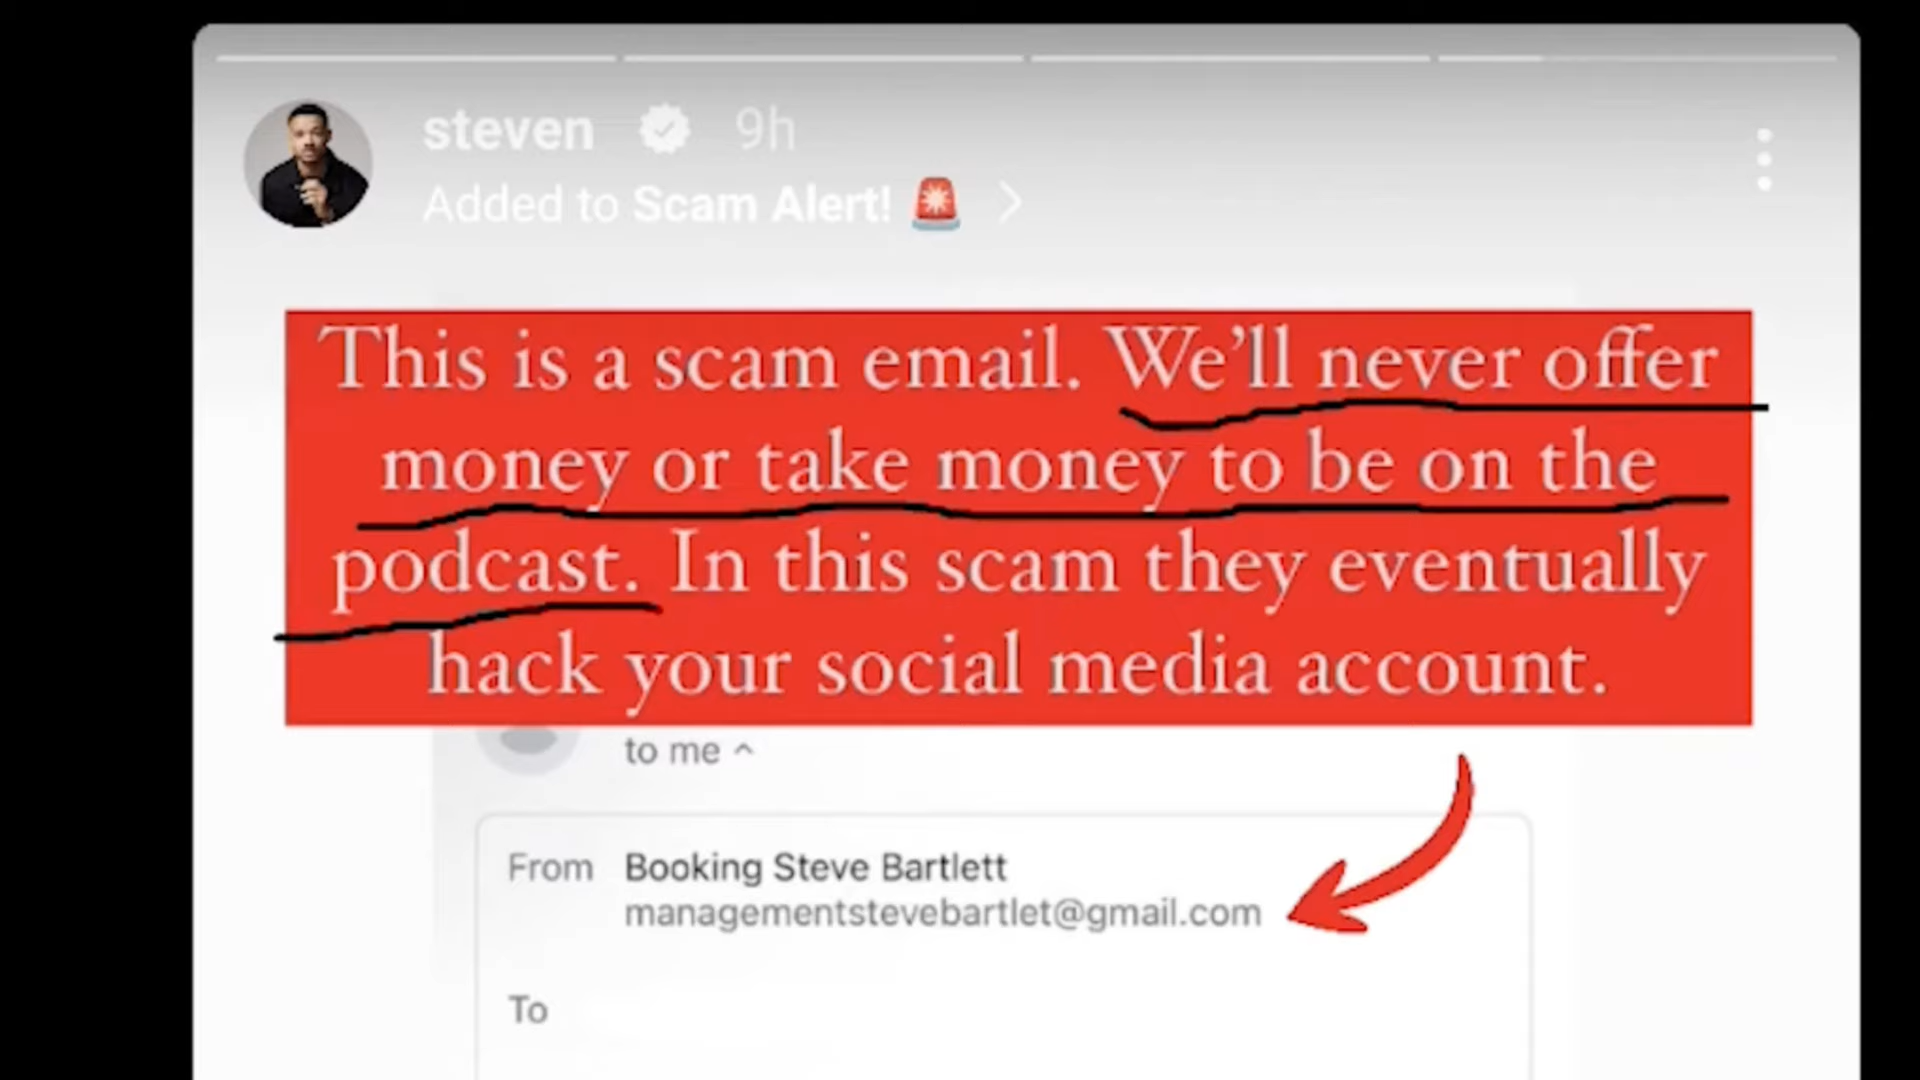 steven 9h
Added to Scam Alert! 🚨 >
This is a scam email. We'll never offer
money or take money to be on the
podcast. In this scam they eventually
hack your social media account.
to me ^
From Booking Steve Bartlett
managementstevebartlet@gmail.com
To